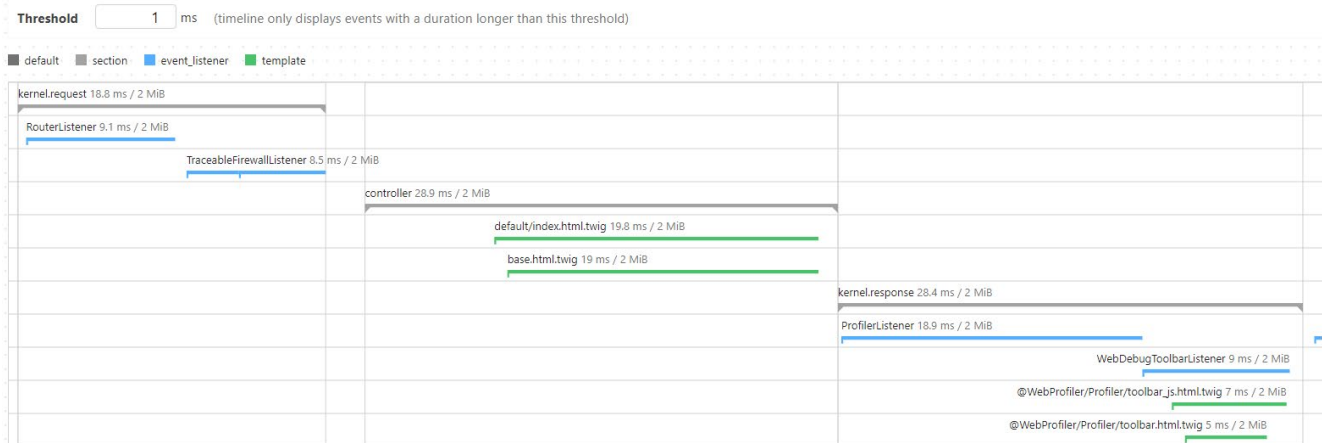 Threshold 1 ms (timeline only displays events with a duration longer than this threshold)
default section event_listener template
kernel.request 18.8 ms / 2 MiB
RouterListener 9.1 ms / 2 MiB
TraceableFirewallListener 8.5 ms / 2 MiB
controller 28.9 ms / 2 MiB
default/index.html.twig 19.8 ms / 2 MiB
base.html.twig 19 ms / 2 MiB
kernel.response 28.4 ms / 2 MiB
ProfilerListener 18.9 ms / 2 MiB
WebDebugToolbarListener 9 ms / 2 MiB
@WebProfiler/Profiler/toolbar_js.html.twig 7 ms / 2 MiB
@WebProfiler/Profiler/toolbar.html.twig 5 ms / 2 MiB